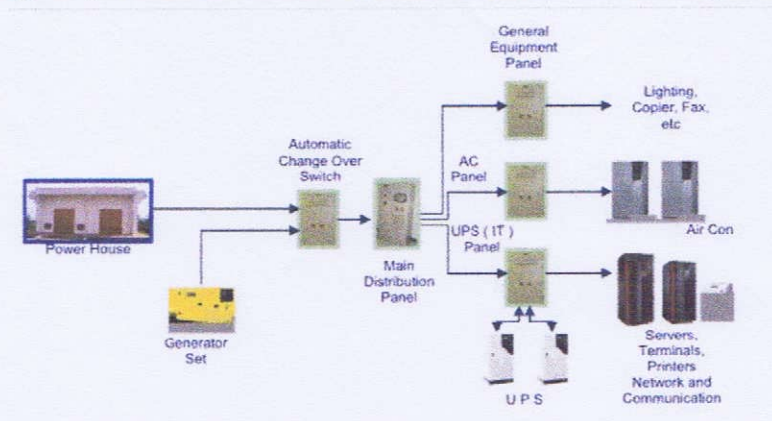 General
Equipment
Panel
Lighting,
Copier, Fax,
etc
Automatic
Change Over
Switch
AC
Panel
UPS ( IT )
Panel
Air Con
Power House
Main
Distribution
Panel
Generator
Set
U P S
Servers,
Terminals,
Printers
Network and
Communication